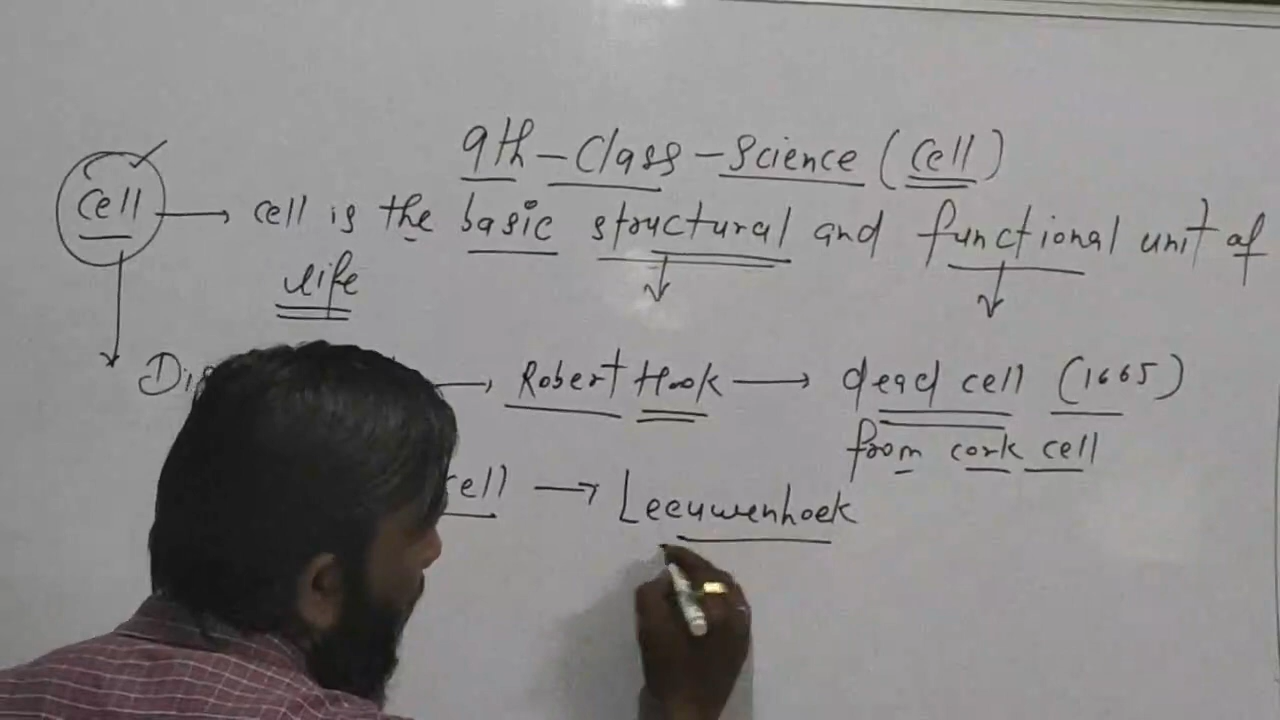 9th - Class - Science (Cell)
Cell → cell is the basic structural and functional unit of
life
→ Robert Hook → dead cell (1665)
from cork cell
cell → Leeuwenhoek